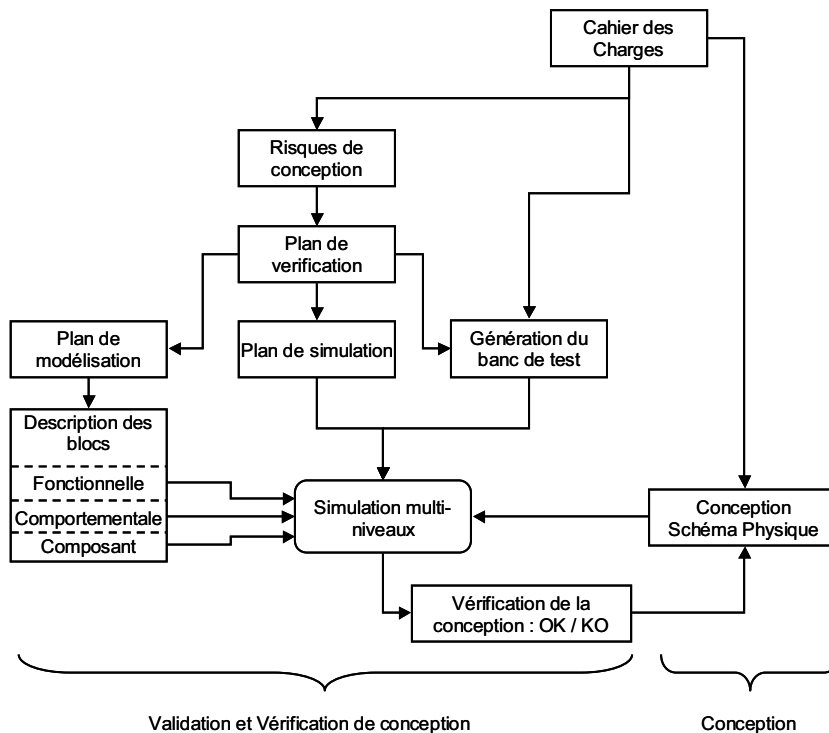 Cahier des
Charges
Risques de
conception
Plan de
verification
Plan de
modélisation
Plan de simulation
Génération du
banc de test
Description des
blocs
Fonctionnelle
Comportementale
Composant
Simulation multi-
niveaux
Conception
Schéma Physique
Vérification de la
conception : OK / KO
Validation et Vérification de conception
Conception